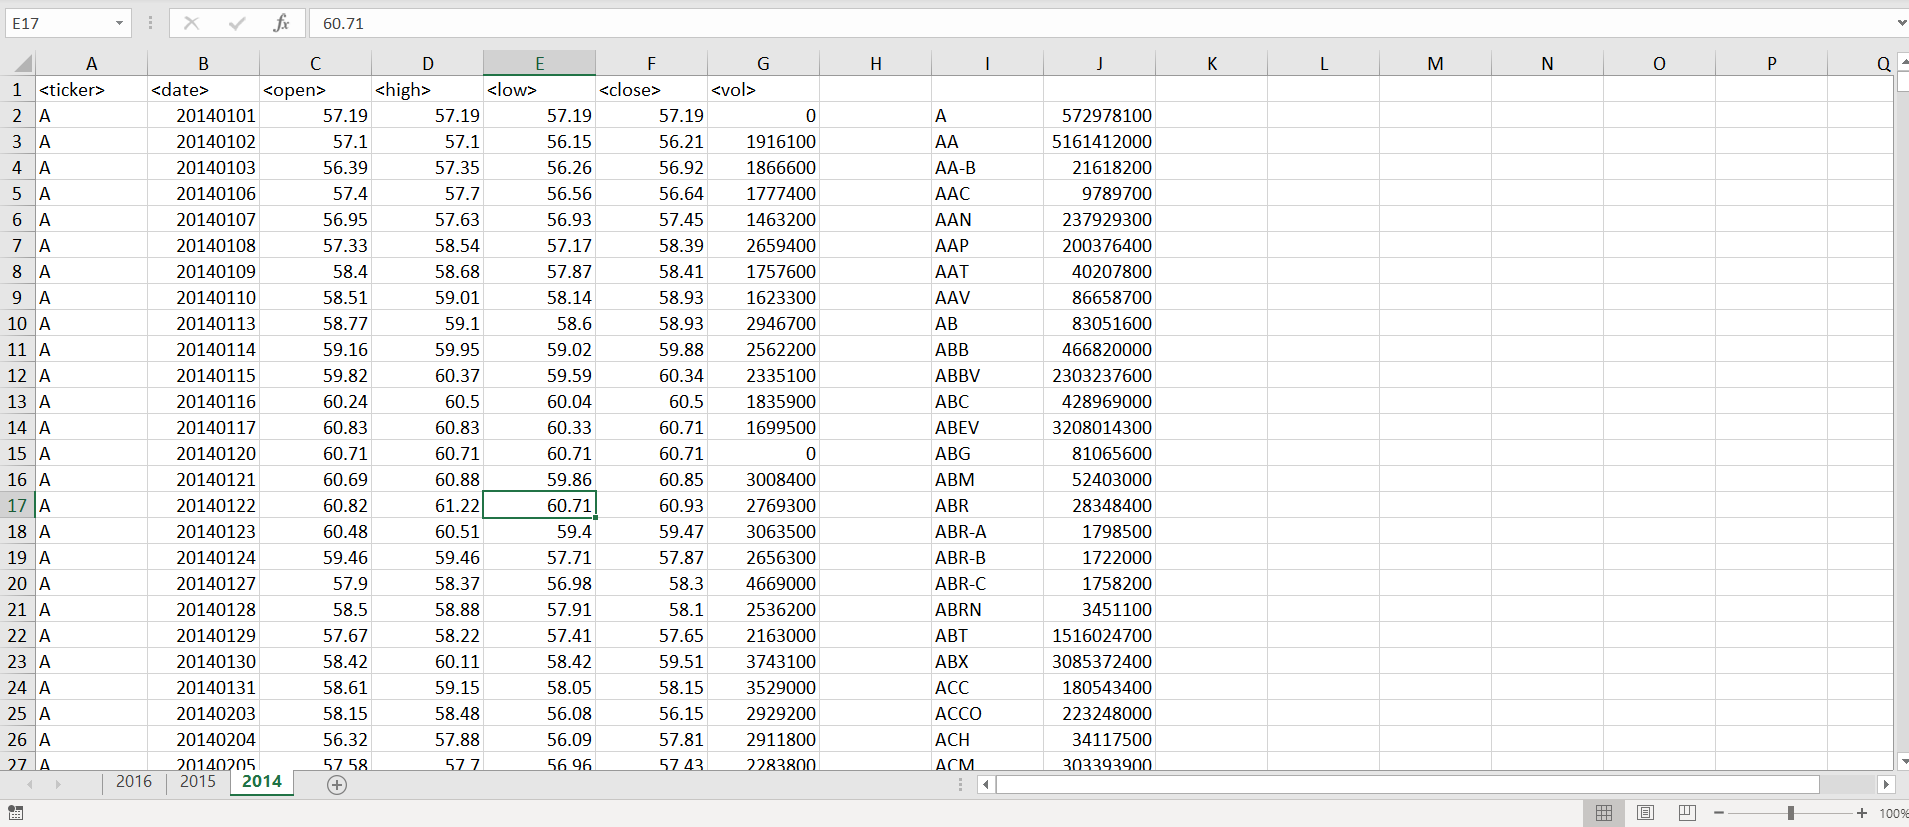 E17 fx 60.71
A B C D E F G H I J K L M N O P Q
1 <ticker> <date> <open> <high> <low> <close> <vol>
2 A 20140101 57.19 57.19 57.19 57.19 0 A 572978100
3 A 20140102 57.1 57.1 56.15 56.21 1916100 AA 5161412000
4 A 20140103 56.39 57.35 56.26 56.92 1866600 AA-B 21618200
5 A 20140106 57.4 57.7 56.56 56.64 1777400 AAC 9789700
6 A 20140107 56.95 57.63 56.93 57.45 1463200 AAN 237929300
7 A 20140108 57.33 58.54 57.17 58.39 2659400 AAP 200376400
8 A 20140109 58.4 58.68 57.87 58.41 1757600 AAT 40207800
9 A 20140110 58.51 59.01 58.14 58.93 1623300 AAV 86658700
10 A 20140113 58.77 59.1 58.6 58.93 2946700 AB 83051600
11 A 20140114 59.16 59.95 59.02 59.88 2562200 ABB 466820000
12 A 20140115 59.82 60.37 59.59 60.34 2335100 ABBV 2303237600
13 A 20140116 60.24 60.5 60.04 60.5 1835900 ABC 428969000
14 A 20140117 60.83 60.83 60.33 60.71 1699500 ABEV 3208014300
15 A 20140120 60.71 60.71 60.71 60.71 0 ABG 81065600
16 A 20140121 60.69 60.88 59.86 60.85 3008400 ABM 52403000
17 A 20140122 60.82 61.22 60.71 60.93 2769300 ABR 28348400
18 A 20140123 60.48 60.51 59.4 59.47 3063500 ABR-A 1798500
19 A 20140124 59.46 59.46 57.71 57.87 2656300 ABR-B 1722000
20 A 20140127 57.9 58.37 56.98 58.3 4669000 ABR-C 1758200
21 A 20140128 58.5 58.88 57.91 58.1 2536200 ABRN 3451100
22 A 20140129 57.67 58.22 57.41 57.65 2163000 ABT 1516024700
23 A 20140130 58.42 60.11 58.42 59.51 3743100 ABX 3085372400
24 A 20140131 58.61 59.15 58.05 58.15 3529000 ACC 180543400
25 A 20140203 58.15 58.48 56.08 56.15 2929200 ACCO 223248000
26 A 20140204 56.32 57.88 56.09 57.81 2911800 ACH 34117500
27 A 20140205 57.58 57.7 56.96 57.43 2283800 ACM 303393900
2016 2015 2014
100%